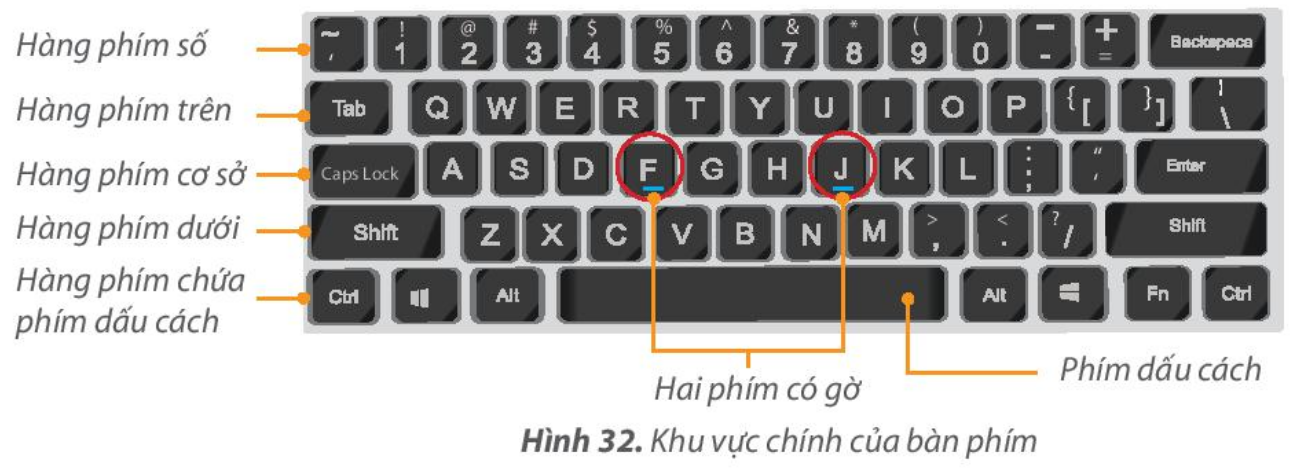 Hàng phím số
~ ,
! 1
@ 2
# 3
$ 4
% 5
^ 6
& 7
* 8
( 9
) 0
- -
+ =
Backspace
Hàng phím trên
Tab
Q W E R T Y U I O P
{ [
} ]
\
Hàng phím cơ sở
Caps Lock
A S D F G H J K L
: ;
" ,
Enter
Hàng phím dưới
Shift
Z X C V B N M
> ,
< .
? /
Shift
Hàng phím chứa
phím dấu cách
Ctrl
Alt
Alt
Fn
Ctrl
Hai phím có gờ
Phím dấu cách
Hình 32. Khu vực chính của bàn phím